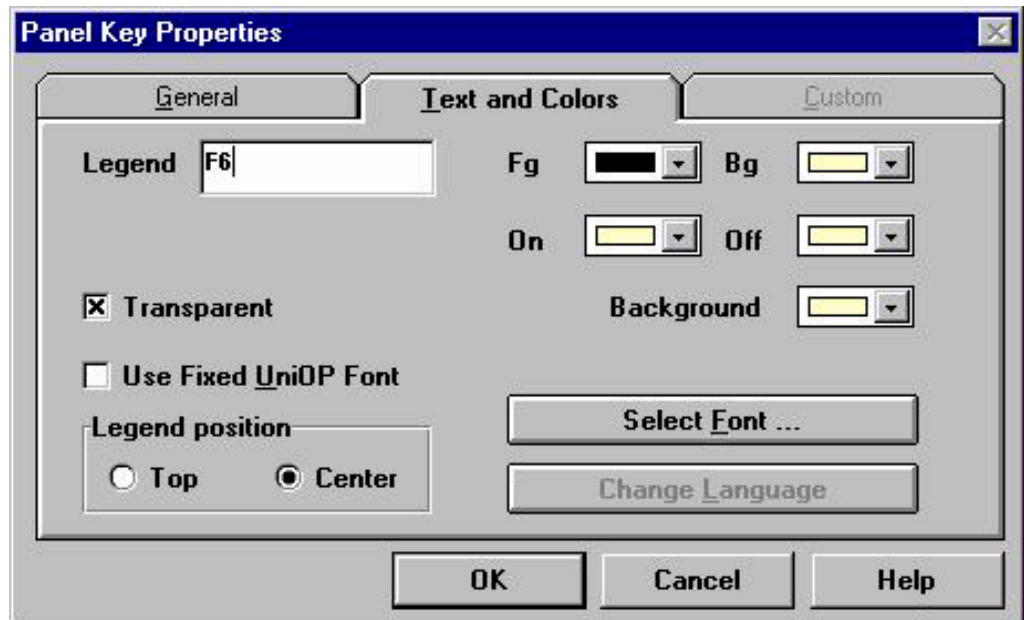 Panel Key Properties
General Text and Colors Custom
Legend F6 Fg Bg
On Off
Transparent Background
Use Fixed UniOP Font
Legend position Select Font ...
Top Center Change Language
OK Cancel Help